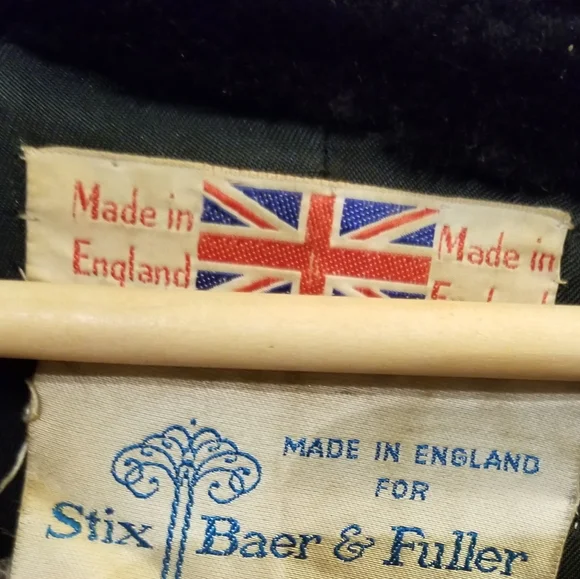 Made in
England
Made in
MADE IN ENGLAND
FOR
Stix Baer & Fuller